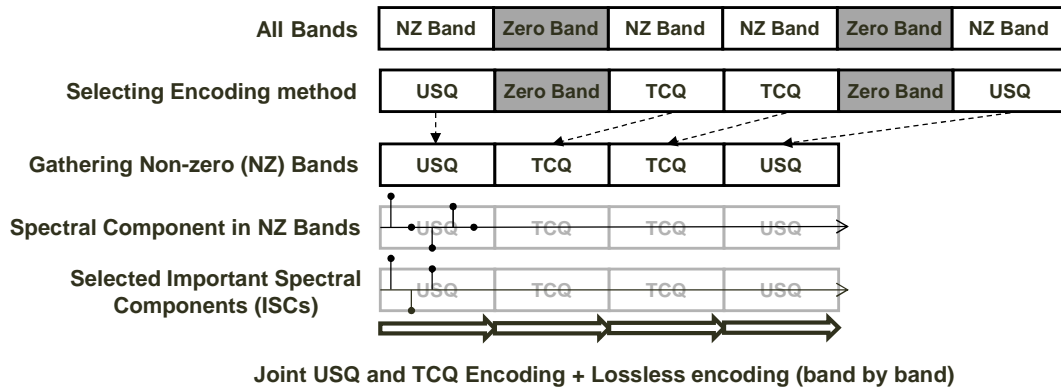 All Bands NZ Band Zero Band NZ Band NZ Band Zero Band NZ Band
Selecting Encoding method USQ Zero Band TCQ TCQ Zero Band USQ
Gathering Non-zero (NZ) Bands USQ TCQ TCQ USQ
Spectral Component in NZ Bands USQ TCQ TCQ USQ
Selected Important Spectral
Components (ISCs) USQ TCQ TCQ USQ
Joint USQ and TCQ Encoding + Lossless encoding (band by band)